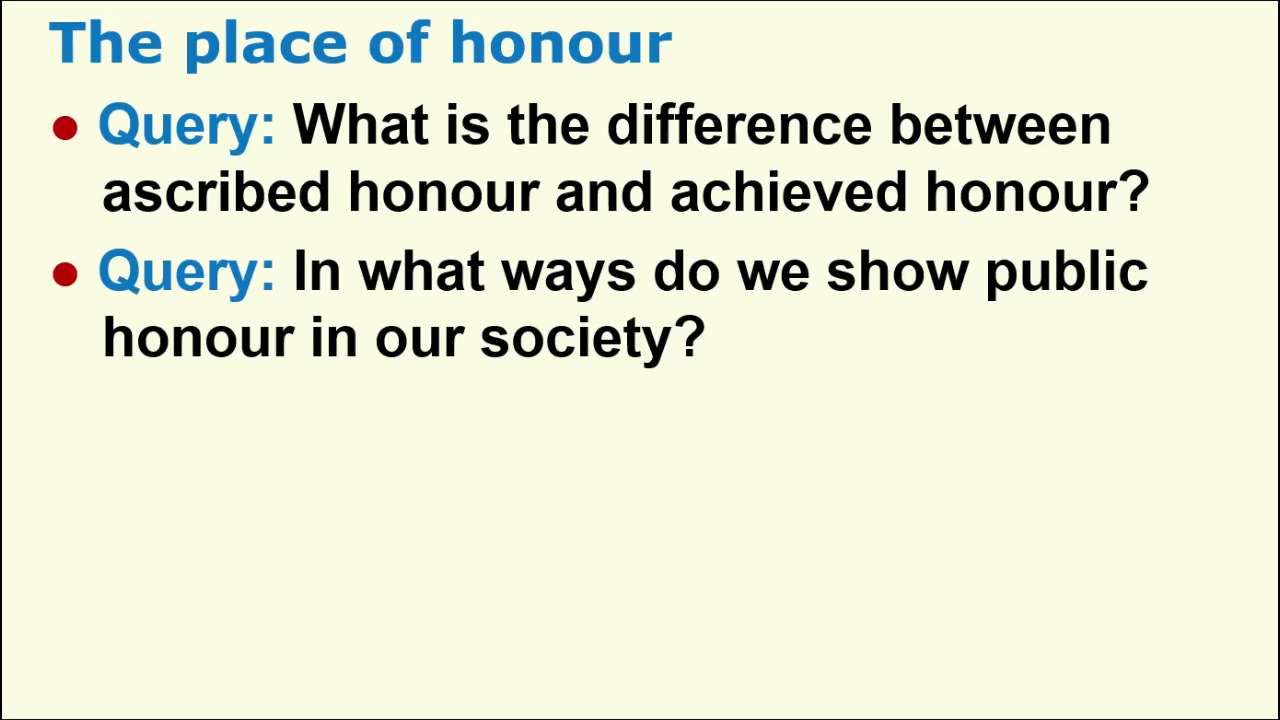 The place of honour
● Query: What is the difference between
ascribed honour and achieved honour?
● Query: In what ways do we show public
honour in our society?